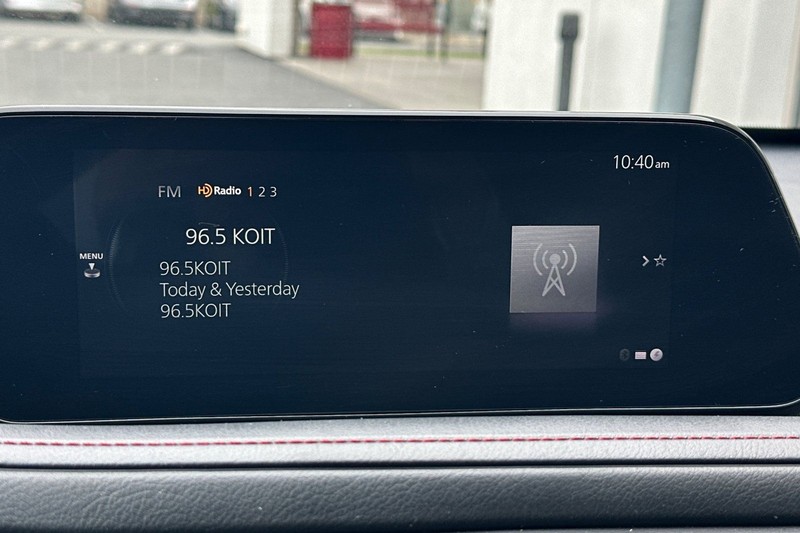 10:40am
FM HD Radio 1 2 3
96.5 KOIT
MENU
96.5KOIT
Today & Yesterday
96.5KOIT